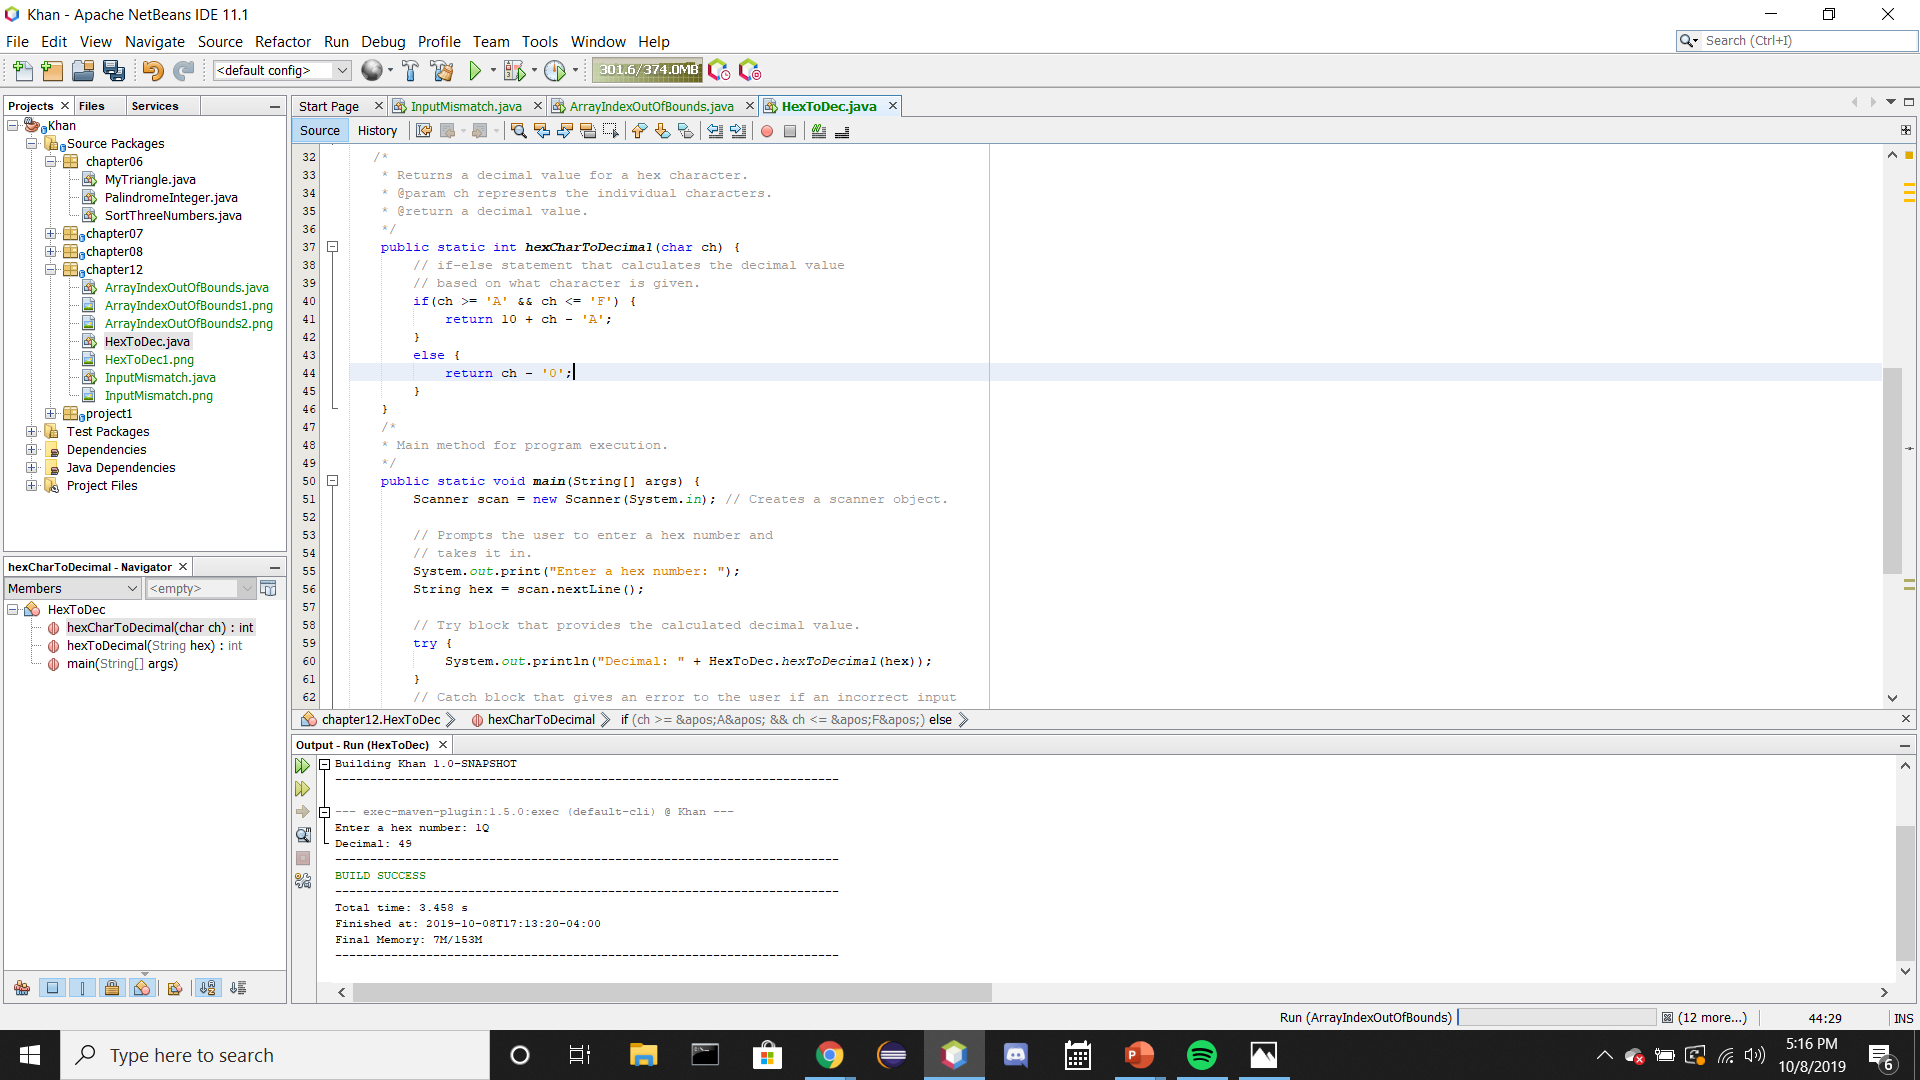 Khan - Apache NetBeans IDE 11.1
File Edit View Navigate Source Refactor Run Debug Profile Team Tools Window Help
Search (Ctrl+I)
<default config>
301.6/374.0MB
Projects Files Services
Start Page InputMismatch.java ArrayIndexOutOfBounds.java HexToDec.java
Source History
Khan
Source Packages
chapter06
MyTriangle.java
PalindromeInteger.java
SortThreeNumbers.java
chapter07
chapter08
chapter12
ArrayIndexOutOfBounds.java
ArrayIndexOutOfBounds1.png
ArrayIndexOutOfBounds2.png
HexToDec.java
HexToDec1.png
InputMismatch.java
InputMismatch.png
project1
Test Packages
Dependencies
Java Dependencies
Project Files
hexCharToDecimal - Navigator
Members <empty>
HexToDec
hexCharToDecimal(char ch) : int
hexToDecimal(String hex) : int
main(String[] args)
32 /*
33 * Returns a decimal value for a hex character.
34 * @param ch represents the individual characters.
35 * @return a decimal value.
36 */
37 public static int hexCharToDecimal(char ch) {
38 // if-else statement that calculates the decimal value
39 // based on what character is given.
40 if(ch >= 'A' && ch <= 'F') {
41 return 10 + ch - 'A';
42 }
43 else {
44 return ch - '0';
45 }
46 }
47 /*
48 * Main method for program execution.
49 */
50 public static void main(String[] args) {
51 Scanner scan = new Scanner(System.in); // Creates a scanner object.
52
53 // Prompts the user to enter a hex number and
54 // takes it in.
55 System.out.print("Enter a hex number: ");
56 String hex = scan.nextLine();
57
58 // Try block that provides the calculated decimal value.
59 try {
60 System.out.println("Decimal: " + HexToDec.hexToDecimal(hex));
61 }
62 // Catch block that gives an error to the user if an incorrect input
chapter12.HexToDec hexCharToDecimal if (ch >= &apos;A&apos; && ch <= &apos;F&apos;) else
Output - Run (HexToDec)
Building Khan 1.0-SNAPSHOT
------------------------------------------------------------------------
--- exec-maven-plugin:1.5.0:exec (default-cli) @ Khan ---
Enter a hex number: 1Q
Decimal: 49
------------------------------------------------------------------------
BUILD SUCCESS
------------------------------------------------------------------------
Total time: 3.458 s
Finished at: 2019-10-08T17:13:20-04:00
Final Memory: 7M/153M
------------------------------------------------------------------------
Run (ArrayIndexOutOfBounds) (12 more...) 44:29 INS
Type here to search
5:16 PM
10/8/2019
6